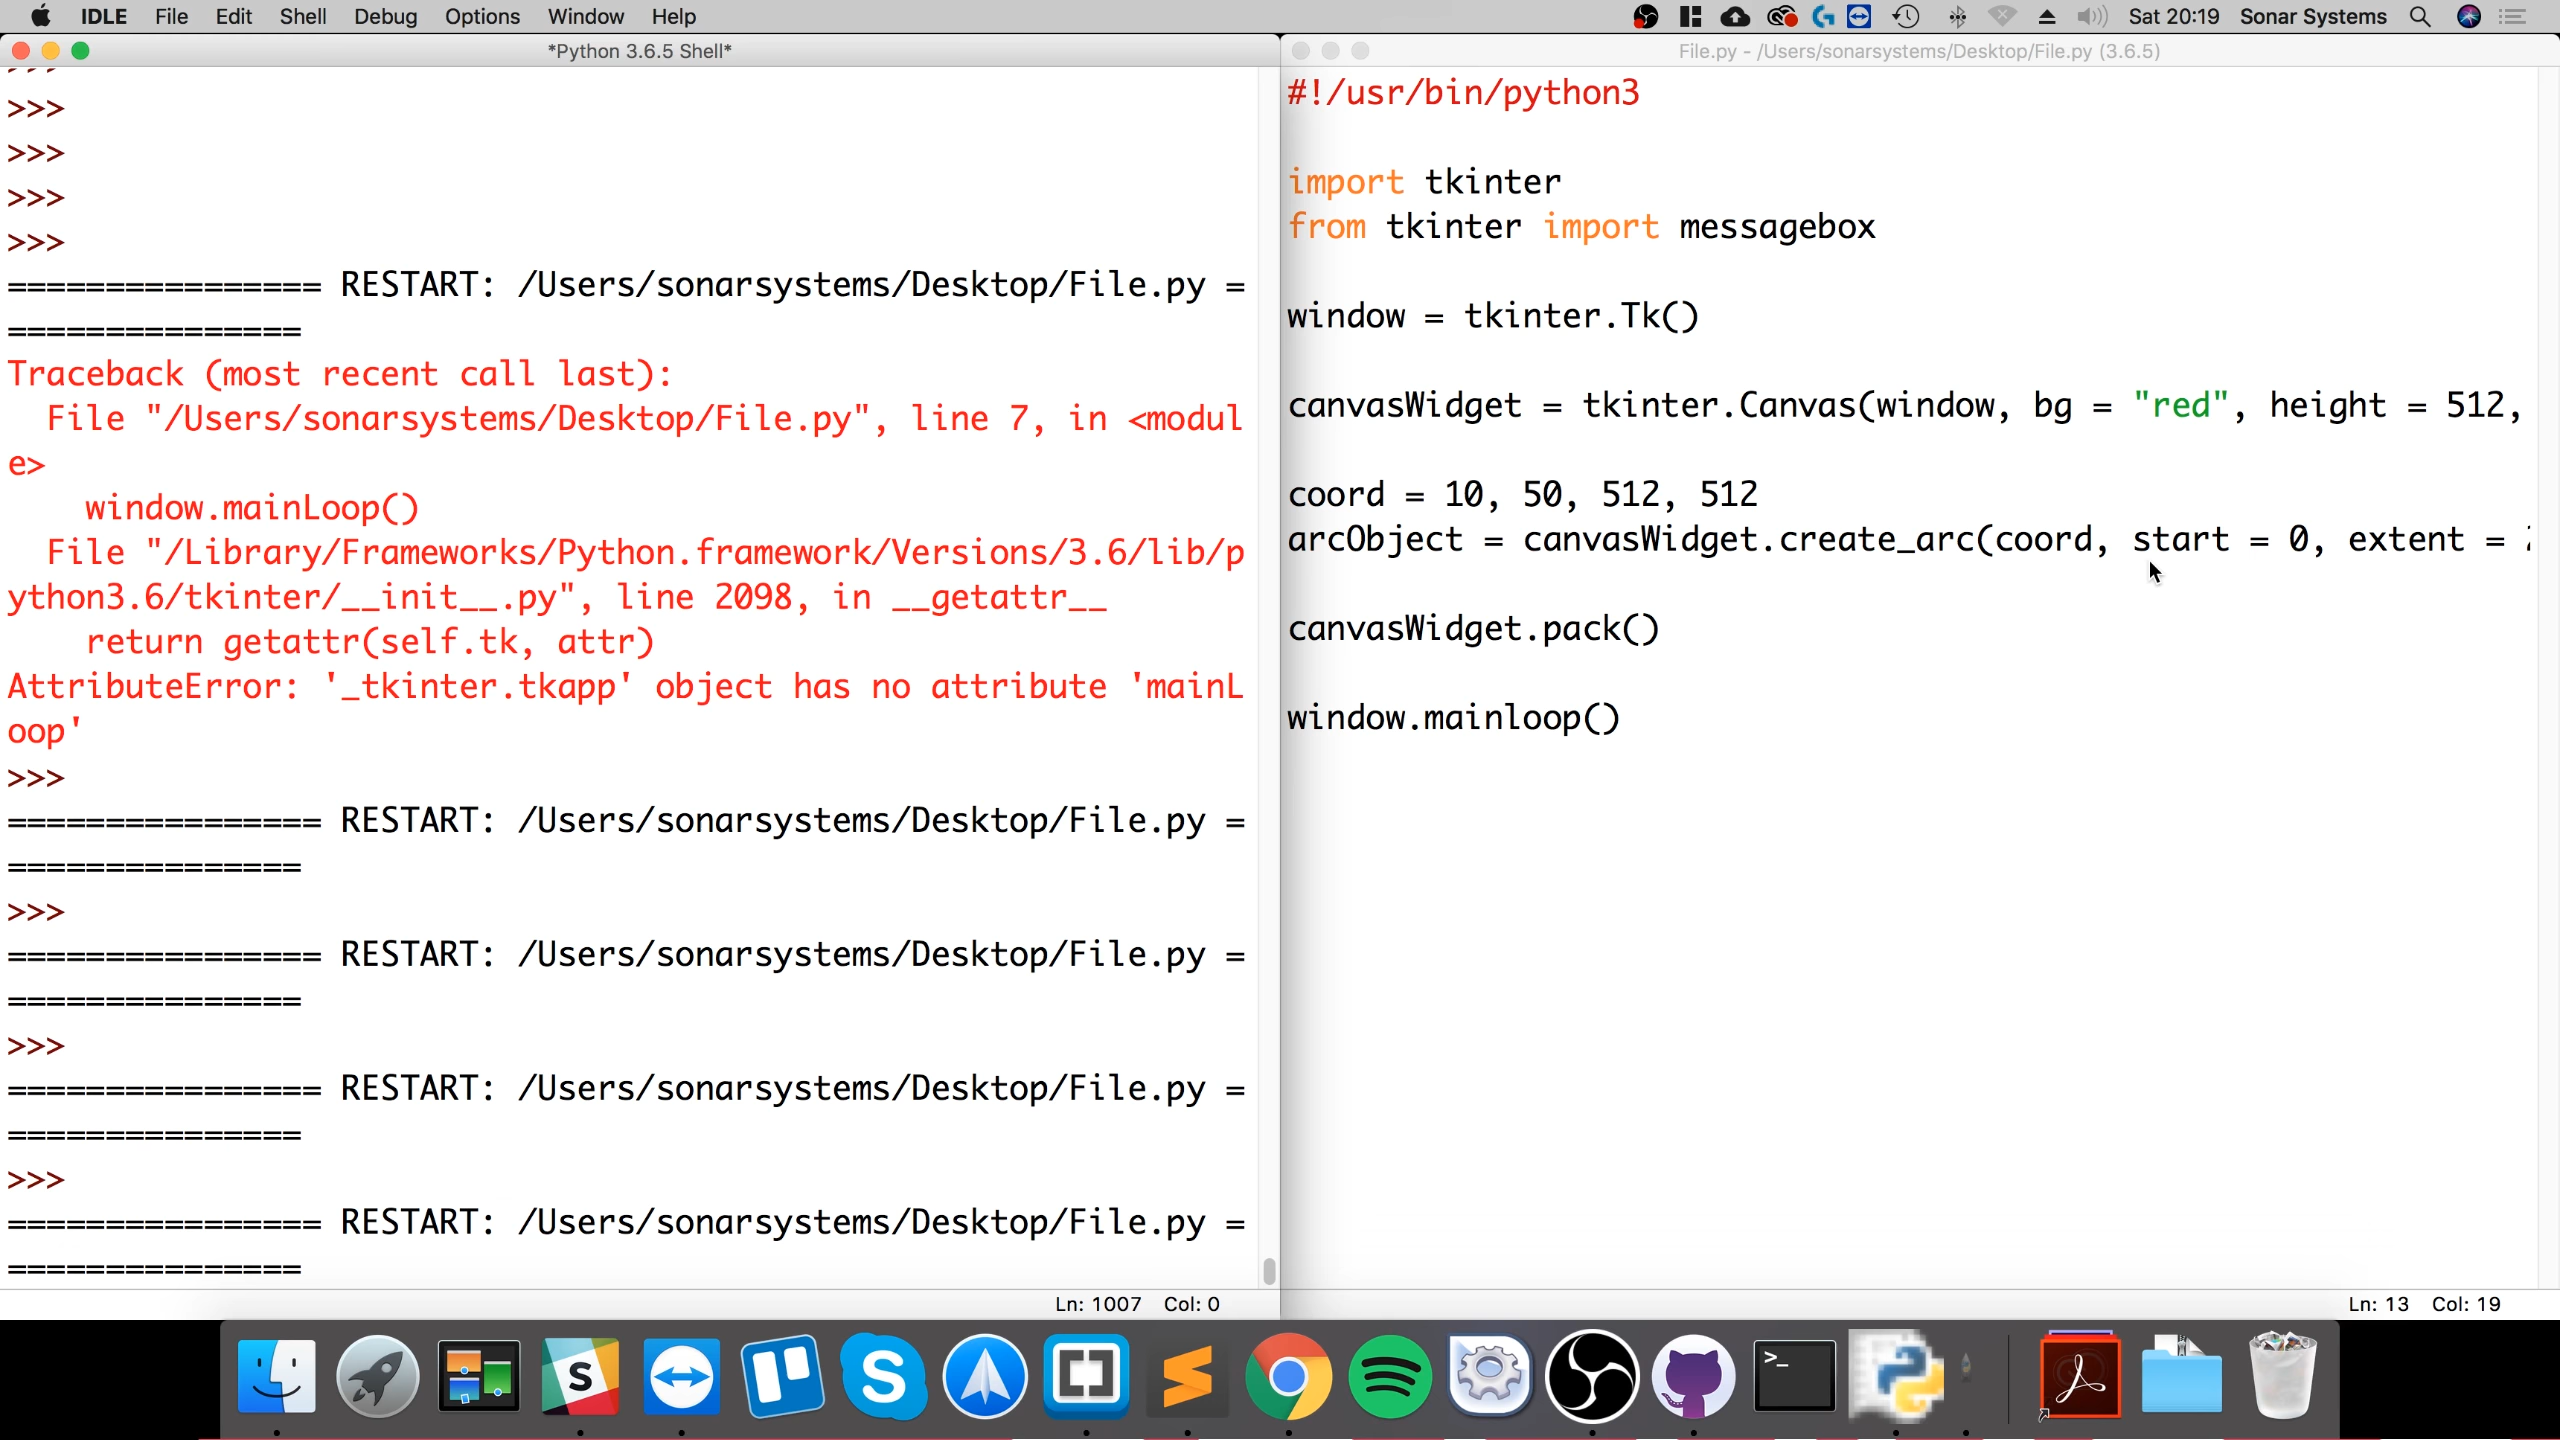 IDLE File Edit Shell Debug Options Window Help Sat 20:19 Sonar Systems
*Python 3.6.5 Shell*
>>>
>>>
>>>
>>>
================ RESTART: /Users/sonarsystems/Desktop/File.py =
===============
Traceback (most recent call last):
  File "/Users/sonarsystems/Desktop/File.py", line 7, in <modul
e>
    window.mainLoop()
  File "/Library/Frameworks/Python.framework/Versions/3.6/lib/p
ython3.6/tkinter/__init__.py", line 2098, in __getattr__
    return getattr(self.tk, attr)
AttributeError: '_tkinter.tkapp' object has no attribute 'mainL
oop'
>>>
================ RESTART: /Users/sonarsystems/Desktop/File.py =
===============
>>>
================ RESTART: /Users/sonarsystems/Desktop/File.py =
===============
>>>
================ RESTART: /Users/sonarsystems/Desktop/File.py =
===============
>>>
================ RESTART: /Users/sonarsystems/Desktop/File.py =
===============
Ln: 1007 Col: 0
File.py - /Users/sonarsystems/Desktop/File.py (3.6.5)
#!/usr/bin/python3
import tkinter
from tkinter import messagebox
window = tkinter.Tk()
canvasWidget = tkinter.Canvas(window, bg = "red", height = 512,
coord = 10, 50, 512, 512
arcObject = canvasWidget.create_arc(coord, start = 0, extent =
canvasWidget.pack()
window.mainloop()
Ln: 13 Col: 19